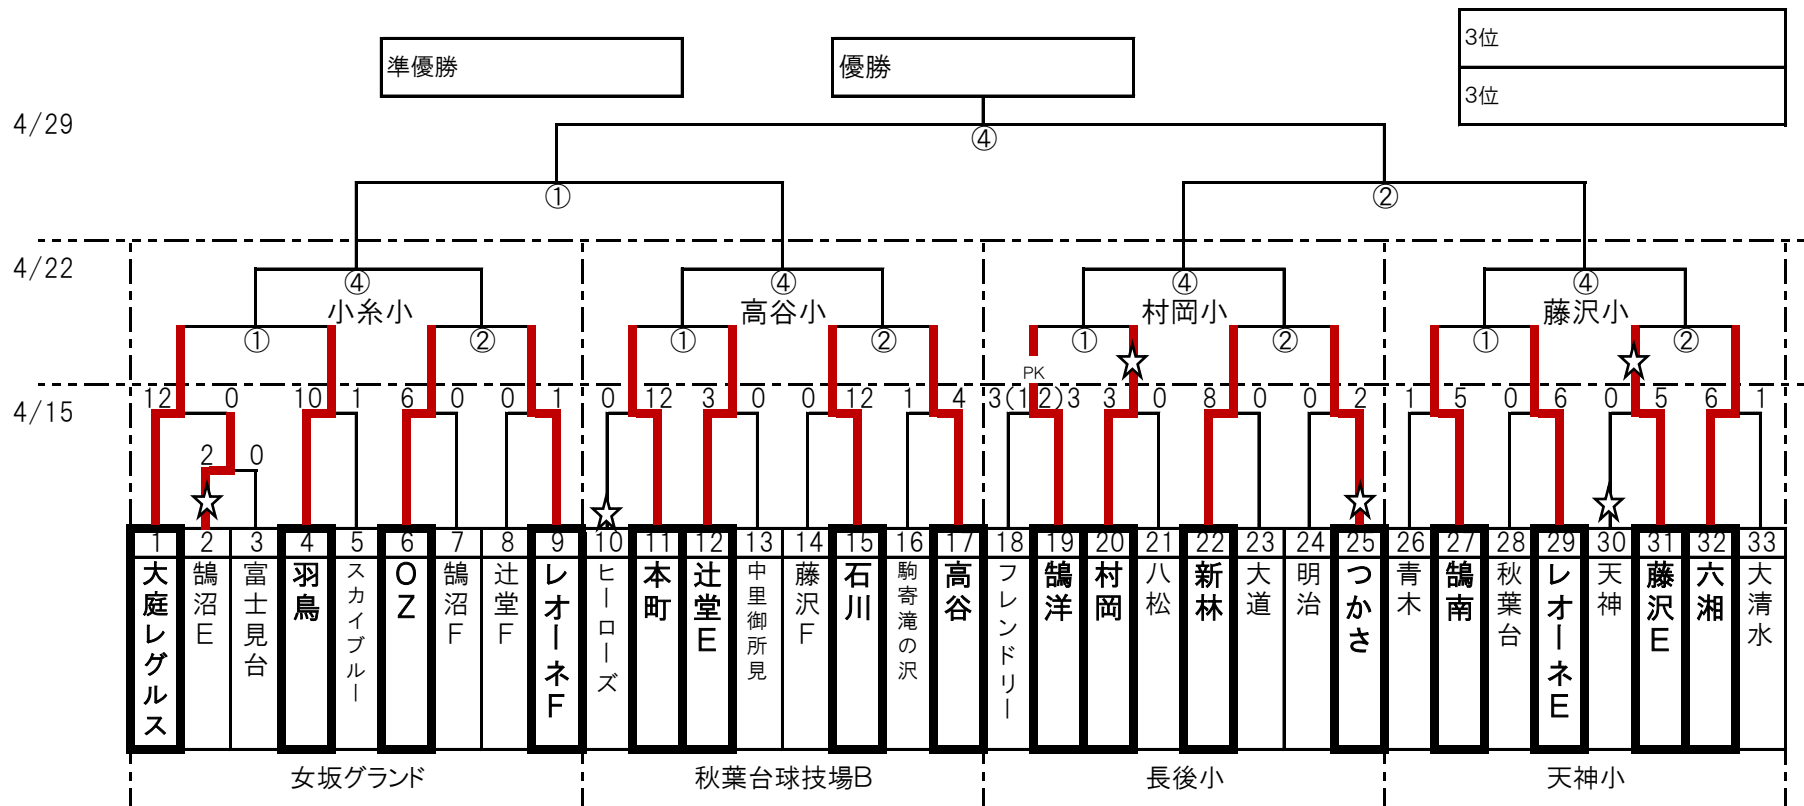 3位
準優勝 優勝
3位
4/29
④
① ②
4/22
④ ④ ④ ④
小糸小 高谷小 村岡小 藤沢小
① ② ① ② ① ② ① ②
PK
4/15
12 0 10 1 6 0 0 1 0 12 3 0 0 12 1 4 3(1 2)3 3 0 8 0 0 2 1 5 0 6 0 5 6 1
2 0
1 2 3 4 5 6 7 8 9 10 11 12 13 14 15 16 17 18 19 20 21 22 23 24 25 26 27 28 29 30 31 32 33
大庭レグルス
鵠沼E
富士見台
羽鳥
スカイブルー
OZ
鵠沼F
辻堂F
レオーネF
ヒーローズ
本町
辻堂E
中里御所見
藤沢F
石川
駒寄滝の沢
高谷
フレンドリー
鵠洋
村岡
八松
新林
大道
明治
つかさ
青木
鵠南
秋葉台
レオーネE
天神
藤沢E
六湘
大清水
女坂グランド 秋葉台球技場B 長後小 天神小